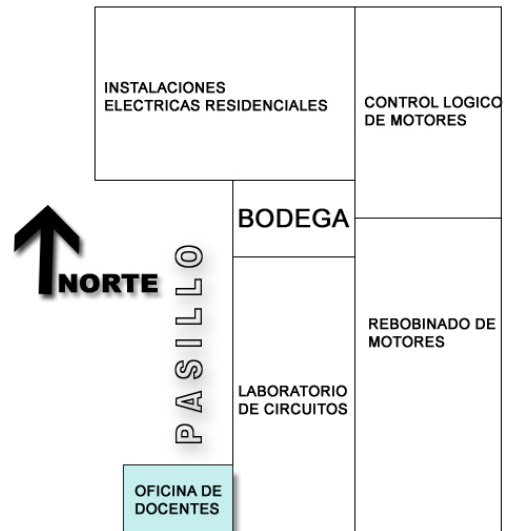 INSTALACIONES
ELECTRICAS RESIDENCIALES
CONTROL LOGICO
DE MOTORES
BODEGA
NORTE
PASILLO
REBOBINADO DE
MOTORES
LABORATORIO
DE CIRCUITOS
OFICINA DE
DOCENTES